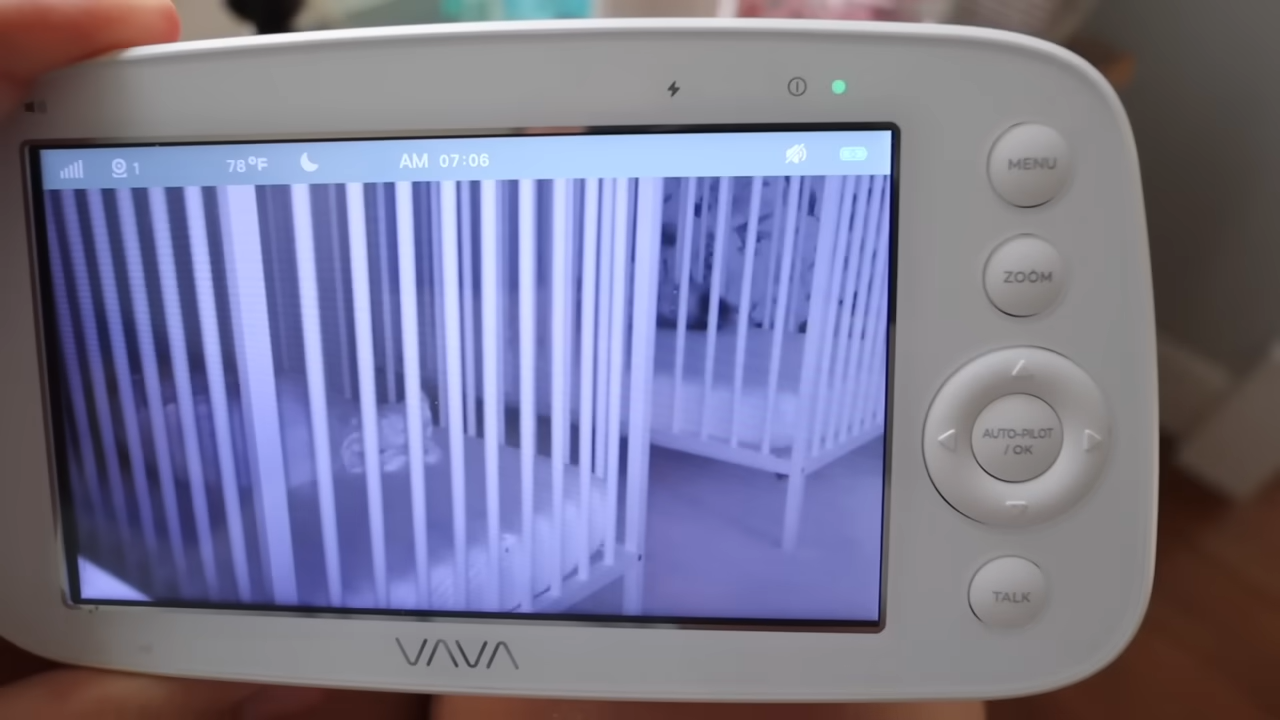 1 78°F AM 07:06
MENU
ZOOM
AUTO-PILOT
/ OK
TALK
VAVA